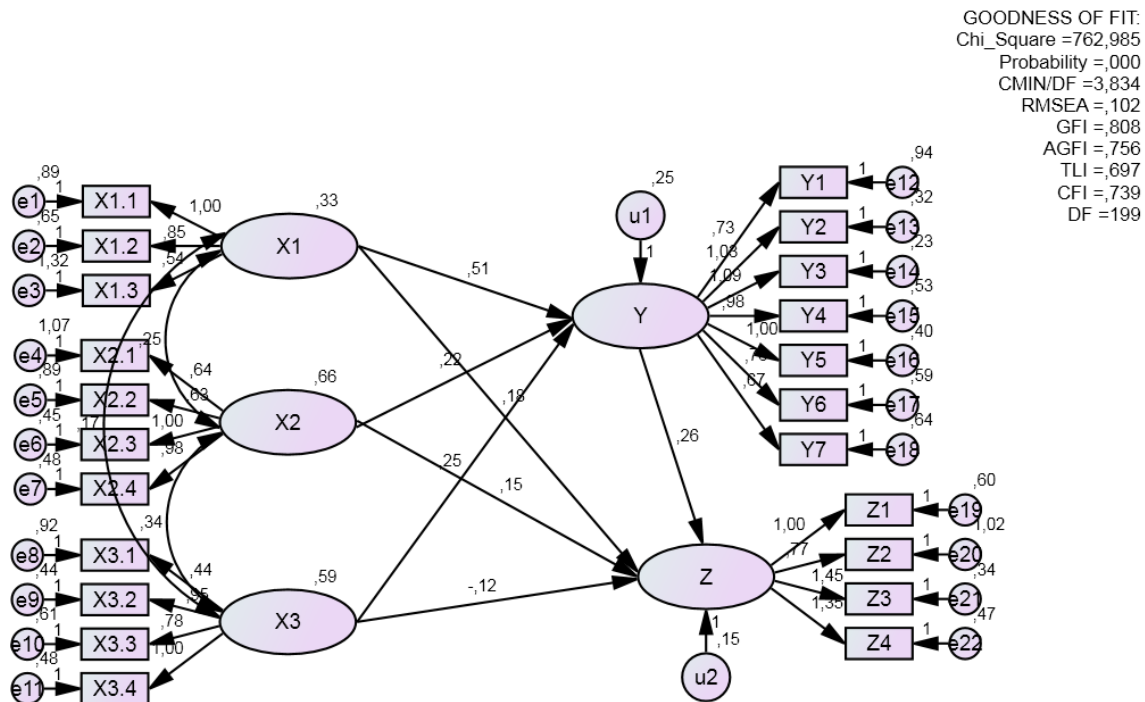 GOODNESS OF FIT:
Chi_Square =762,985
Probability =,000
CMIN/DF =3,834
RMSEA =,102
GFI =,808
AGFI =,756
TLI =,697
CFI =,739
DF =199
,89
e1
1
X1.1
,65
e2
1
X1.2
1,32
e3
1
X1.3
1,00
,85
,54
,33
X1
1,07
e4
1
X2.1
,89
e5
1
X2.2
,45
e6
1
X2.3
,48
e7
1
X2.4
,25
,17
,64
,63
1,00
,98
,66
X2
,34
,92
e8
1
X3.1
,44
e9
1
X3.2
,61
e10
1
X3.3
,48
e11
1
X3.4
,44
,95
,78
1,00
,59
X3
,51
,22
,18
,25
,15
-,12
,26
,25
u1
1
Y
,73
1,09
,98
1,00
,67
Y1
1
e12
,94
Y2
1
e13
,32
Y3
1
e14
,23
Y4
1
e15
,53
Y5
1
e16
,40
Y6
1
e17
,59
Y7
1
e18
,64
Z
1
,15
u2
1,00
,77
1,45
1,35
Z1
1
e19
,60
Z2
1
e20
1,02
Z3
1
e21
,34
Z4
1
e22
,47